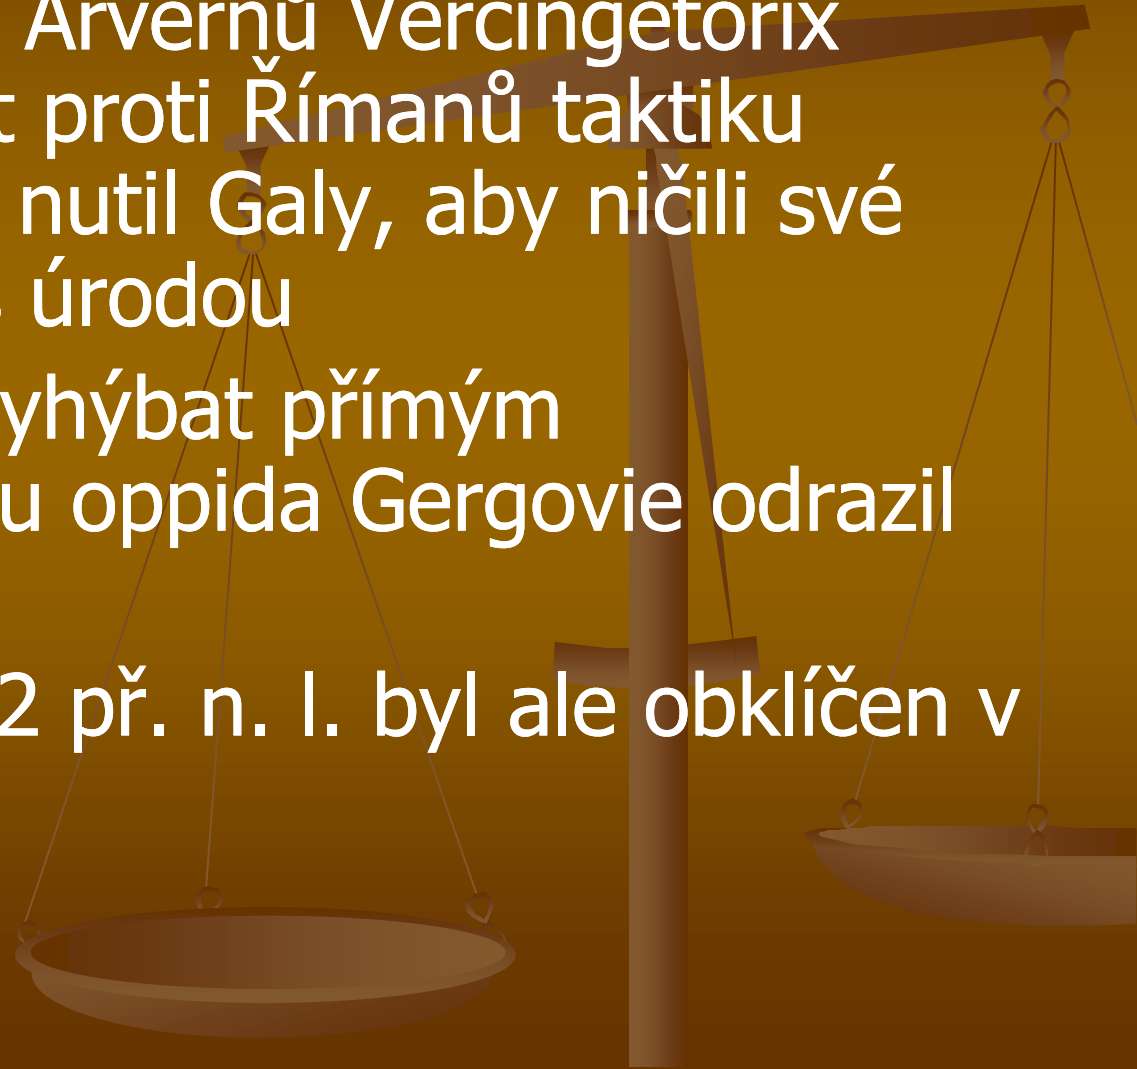 Arvernů Vercingetorix
proti Římanů taktiku
nutil Galy, aby ničili své
úrodou
přímým
oppida Gergovie odrazil
2 př. n. l. byl ale obklíčen v